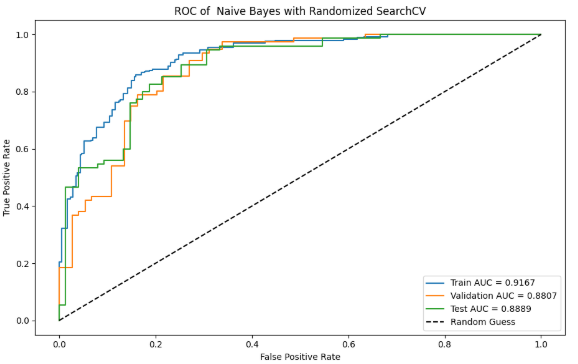 ROC of  Naive Bayes with Randomized SearchCV
True Positive Rate
1.0
0.8
0.6
0.4
0.2
0.0
0.0 0.2 0.4 0.6 0.8 1.0
False Positive Rate
Train AUC = 0.9167
Validation AUC = 0.8807
Test AUC = 0.8889
Random Guess